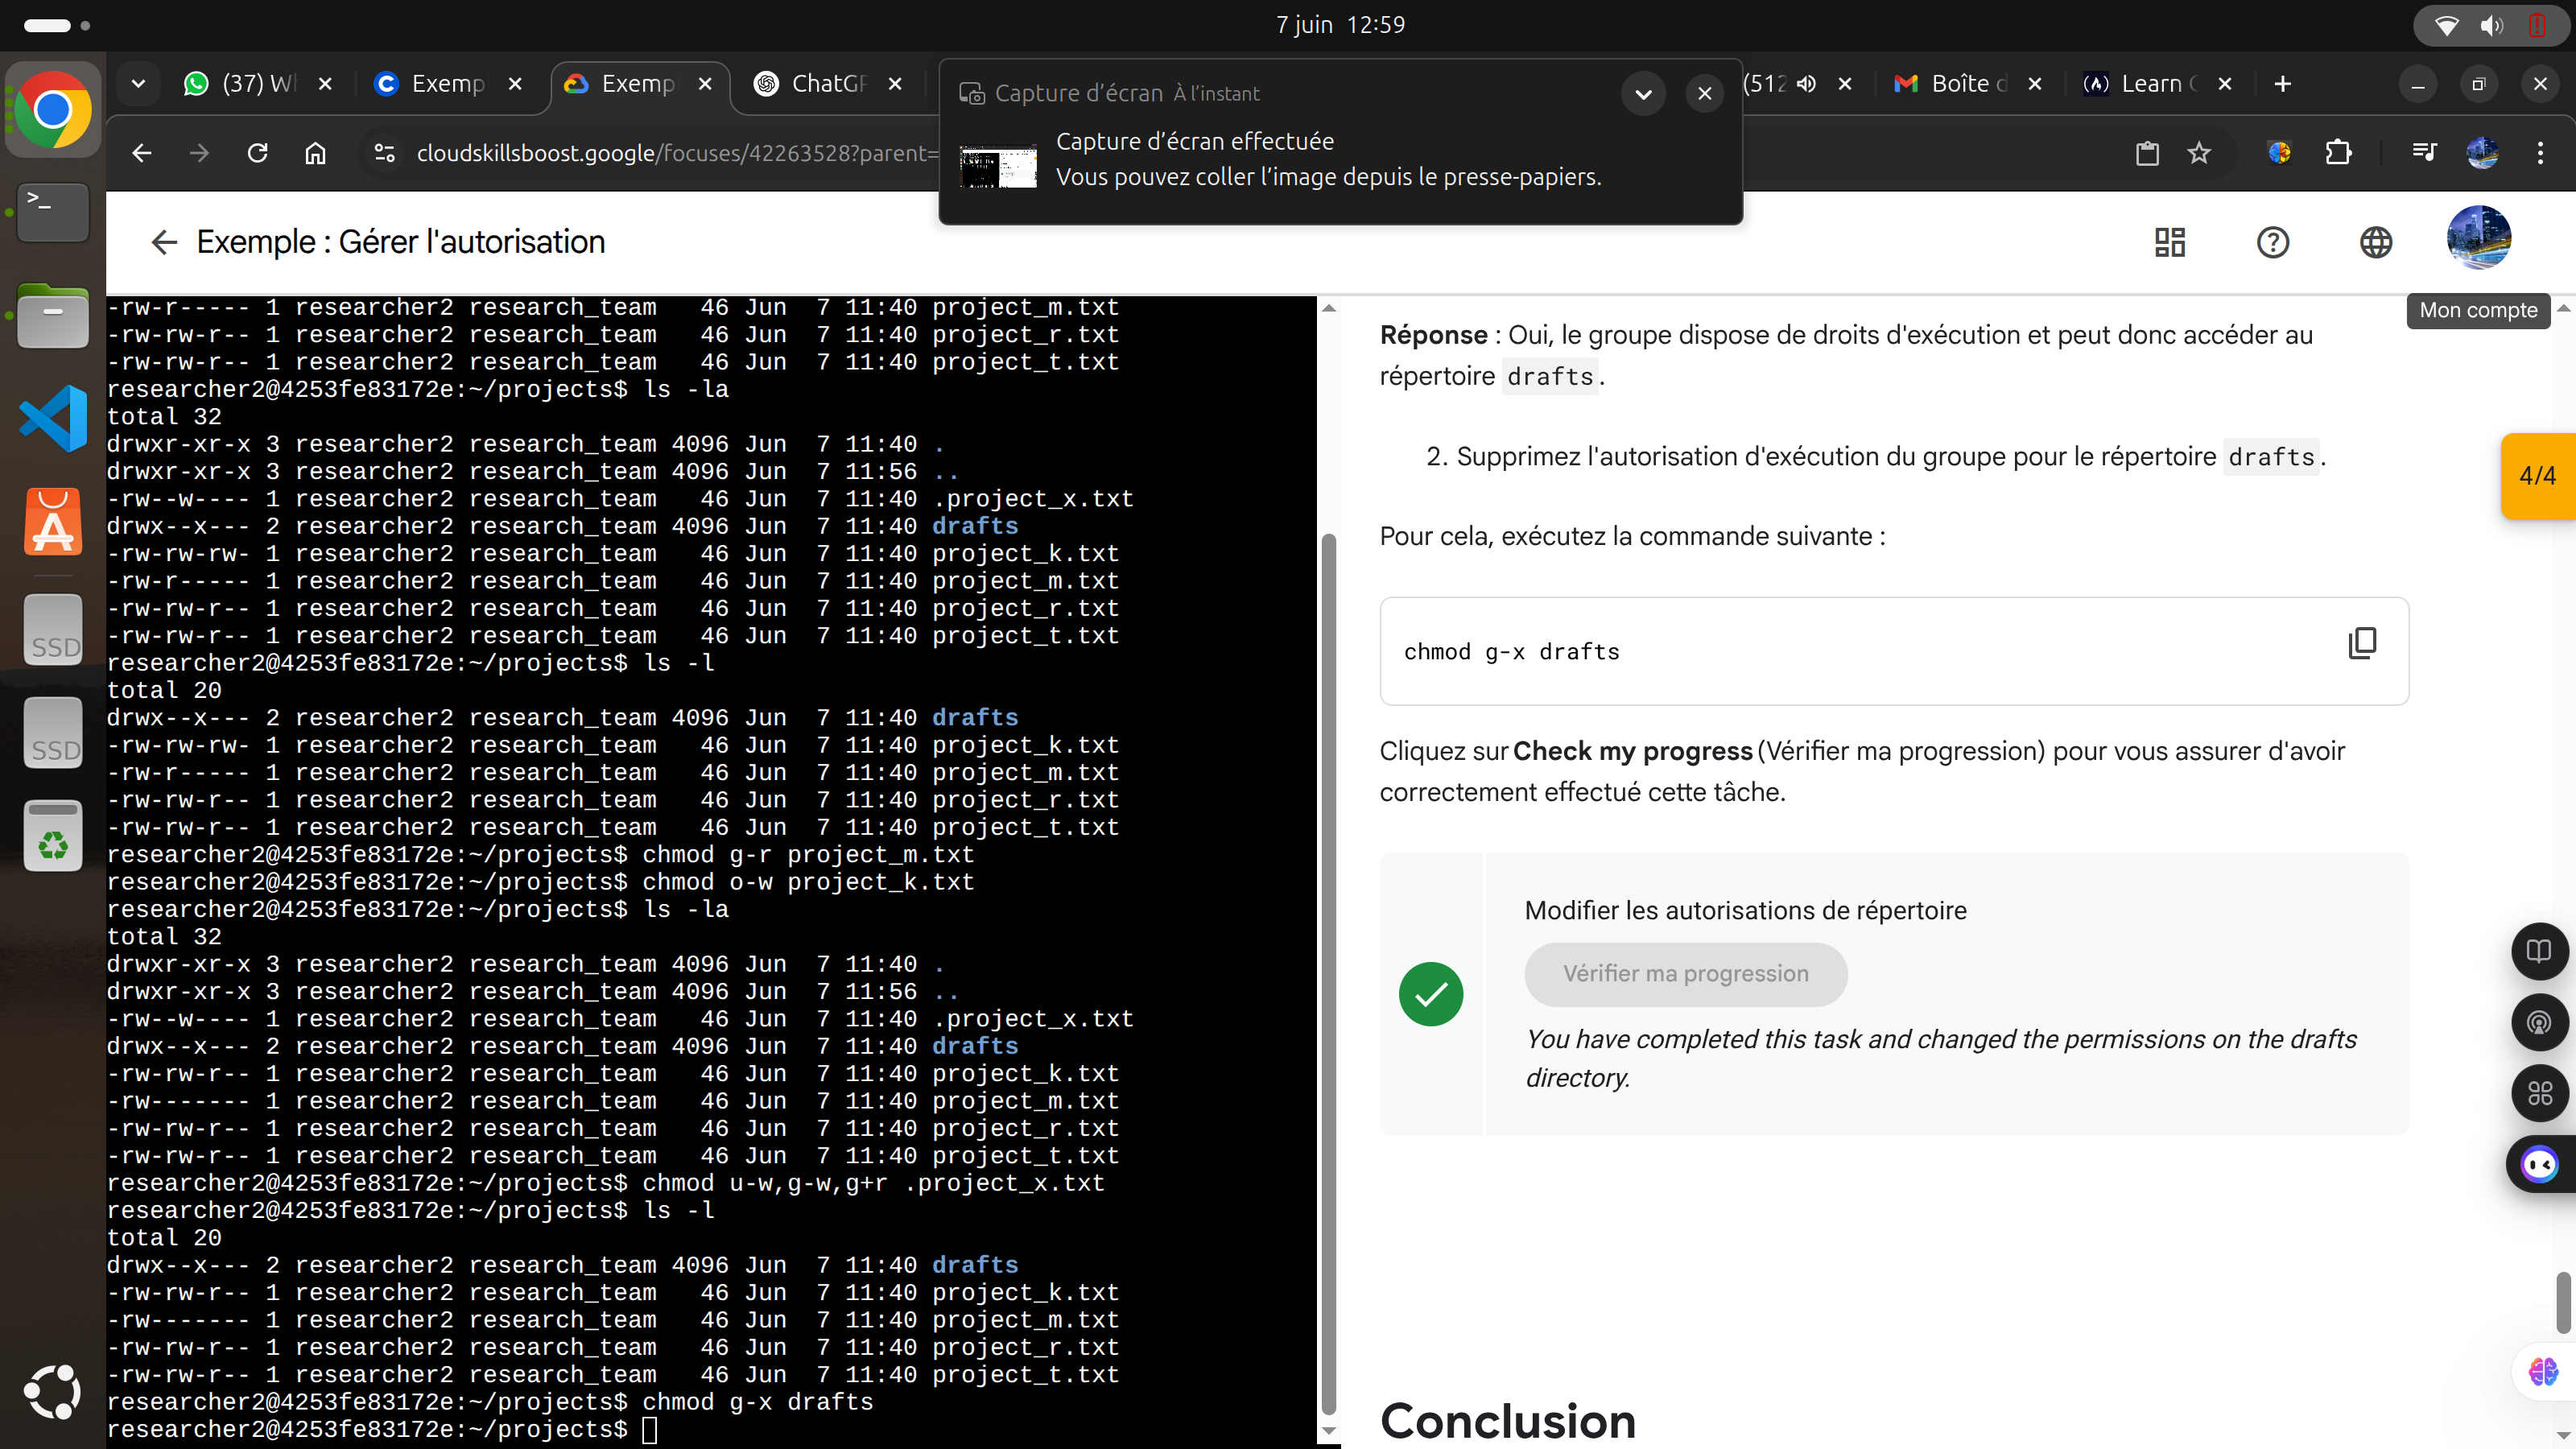 7 juin 12:59
(37) W
Exemp
Exemp
ChatGP
(512
Boîte d
Learn
Capture d’écran À l’instant
Capture d’écran effectuée
Vous pouvez coller l’image depuis le presse-papiers.
cloudskillsboost.google/focuses/42263528?parent=
Exemple : Gérer l'autorisation
Mon compte
-rw-r----- 1 researcher2 research_team   46 Jun  7 11:40 project_m.txt
-rw-rw-r-- 1 researcher2 research_team   46 Jun  7 11:40 project_r.txt
-rw-rw-r-- 1 researcher2 research_team   46 Jun  7 11:40 project_t.txt
researcher2@4253fe83172e:~/projects$ ls -la
total 32
drwxr-xr-x 3 researcher2 research_team 4096 Jun  7 11:40 .
drwxr-xr-x 3 researcher2 research_team 4096 Jun  7 11:56 ..
-rw--w---- 1 researcher2 research_team   46 Jun  7 11:40 .project_x.txt
drwx--x--- 2 researcher2 research_team 4096 Jun  7 11:40 drafts
-rw-rw-rw- 1 researcher2 research_team   46 Jun  7 11:40 project_k.txt
-rw-r----- 1 researcher2 research_team   46 Jun  7 11:40 project_m.txt
-rw-rw-r-- 1 researcher2 research_team   46 Jun  7 11:40 project_r.txt
-rw-rw-r-- 1 researcher2 research_team   46 Jun  7 11:40 project_t.txt
researcher2@4253fe83172e:~/projects$ ls -l
total 20
drwx--x--- 2 researcher2 research_team 4096 Jun  7 11:40 drafts
-rw-rw-rw- 1 researcher2 research_team   46 Jun  7 11:40 project_k.txt
-rw-r----- 1 researcher2 research_team   46 Jun  7 11:40 project_m.txt
-rw-rw-r-- 1 researcher2 research_team   46 Jun  7 11:40 project_r.txt
-rw-rw-r-- 1 researcher2 research_team   46 Jun  7 11:40 project_t.txt
researcher2@4253fe83172e:~/projects$ chmod g-r project_m.txt
researcher2@4253fe83172e:~/projects$ chmod o-w project_k.txt
researcher2@4253fe83172e:~/projects$ ls -la
total 32
drwxr-xr-x 3 researcher2 research_team 4096 Jun  7 11:40 .
drwxr-xr-x 3 researcher2 research_team 4096 Jun  7 11:56 ..
-rw--w---- 1 researcher2 research_team   46 Jun  7 11:40 .project_x.txt
drwx--x--- 2 researcher2 research_team 4096 Jun  7 11:40 drafts
-rw-rw-r-- 1 researcher2 research_team   46 Jun  7 11:40 project_k.txt
-rw------- 1 researcher2 research_team   46 Jun  7 11:40 project_m.txt
-rw-rw-r-- 1 researcher2 research_team   46 Jun  7 11:40 project_r.txt
-rw-rw-r-- 1 researcher2 research_team   46 Jun  7 11:40 project_t.txt
researcher2@4253fe83172e:~/projects$ chmod u-w,g-w,g+r .project_x.txt
researcher2@4253fe83172e:~/projects$ ls -l
total 20
drwx--x--- 2 researcher2 research_team 4096 Jun  7 11:40 drafts
-rw-rw-r-- 1 researcher2 research_team   46 Jun  7 11:40 project_k.txt
-rw------- 1 researcher2 research_team   46 Jun  7 11:40 project_m.txt
-rw-rw-r-- 1 researcher2 research_team   46 Jun  7 11:40 project_r.txt
-rw-rw-r-- 1 researcher2 research_team   46 Jun  7 11:40 project_t.txt
researcher2@4253fe83172e:~/projects$ chmod g-x drafts
researcher2@4253fe83172e:~/projects$
Réponse : Oui, le groupe dispose de droits d'exécution et peut donc accéder au
répertoire drafts.
2. Supprimez l'autorisation d'exécution du groupe pour le répertoire drafts.
Pour cela, exécutez la commande suivante :
chmod g-x drafts
Cliquez sur Check my progress (Vérifier ma progression) pour vous assurer d'avoir
correctement effectué cette tâche.
Modifier les autorisations de répertoire
Vérifier ma progression
You have completed this task and changed the permissions on the drafts
directory.
Conclusion
4/4
SSD
SSD